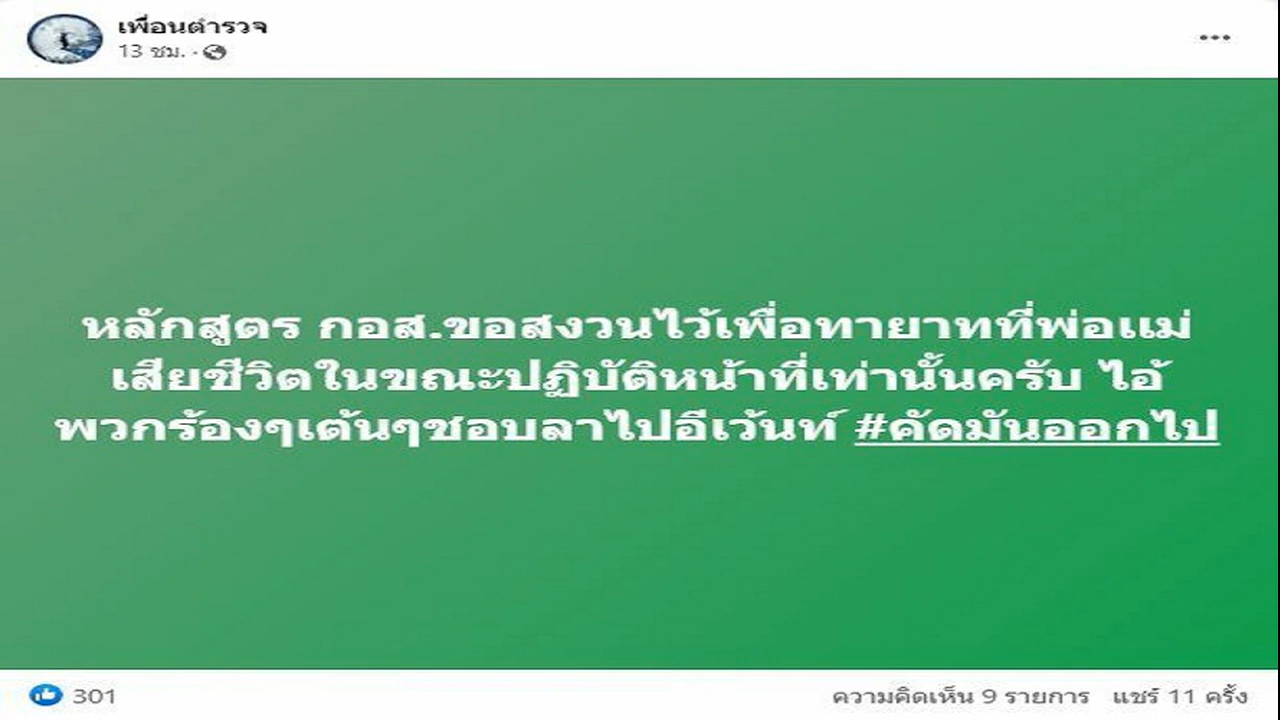 เพื่อนตำรวจ
13 ชม. ·
หลักสูตร กอส.ขอสงวนไว้เพื่อทายาทที่พ่อแม่
เสียชีวิตในขณะปฏิบัติหน้าที่เท่านั้นครับ ไอ้
พวกร้องๆเต้นๆชอบลาไปอีเว้นท์ #คัดมันออกไป
301
ความคิดเห็น 9 รายการ แชร์ 11 ครั้ง